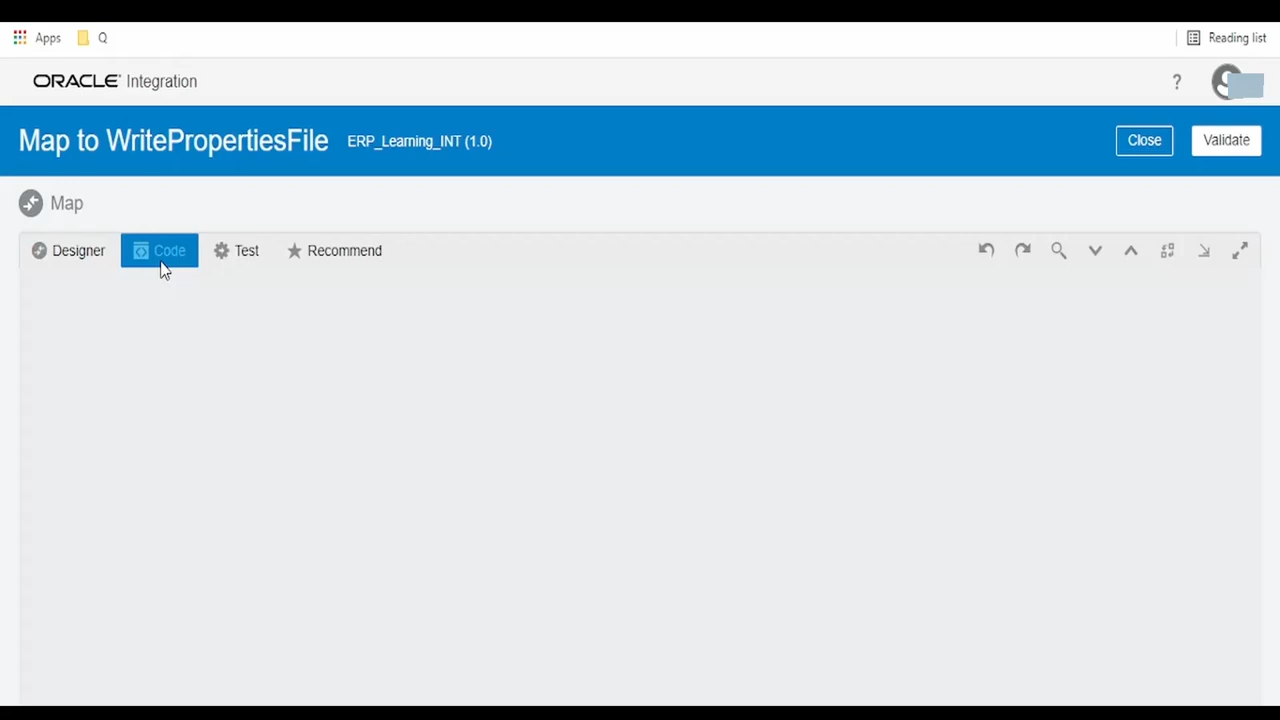 Apps Q Reading list
ORACLE Integration ?
Map to WritePropertiesFile ERP_Learning_INT (1.0) Close Validate
Map
Designer Code Test Recommend